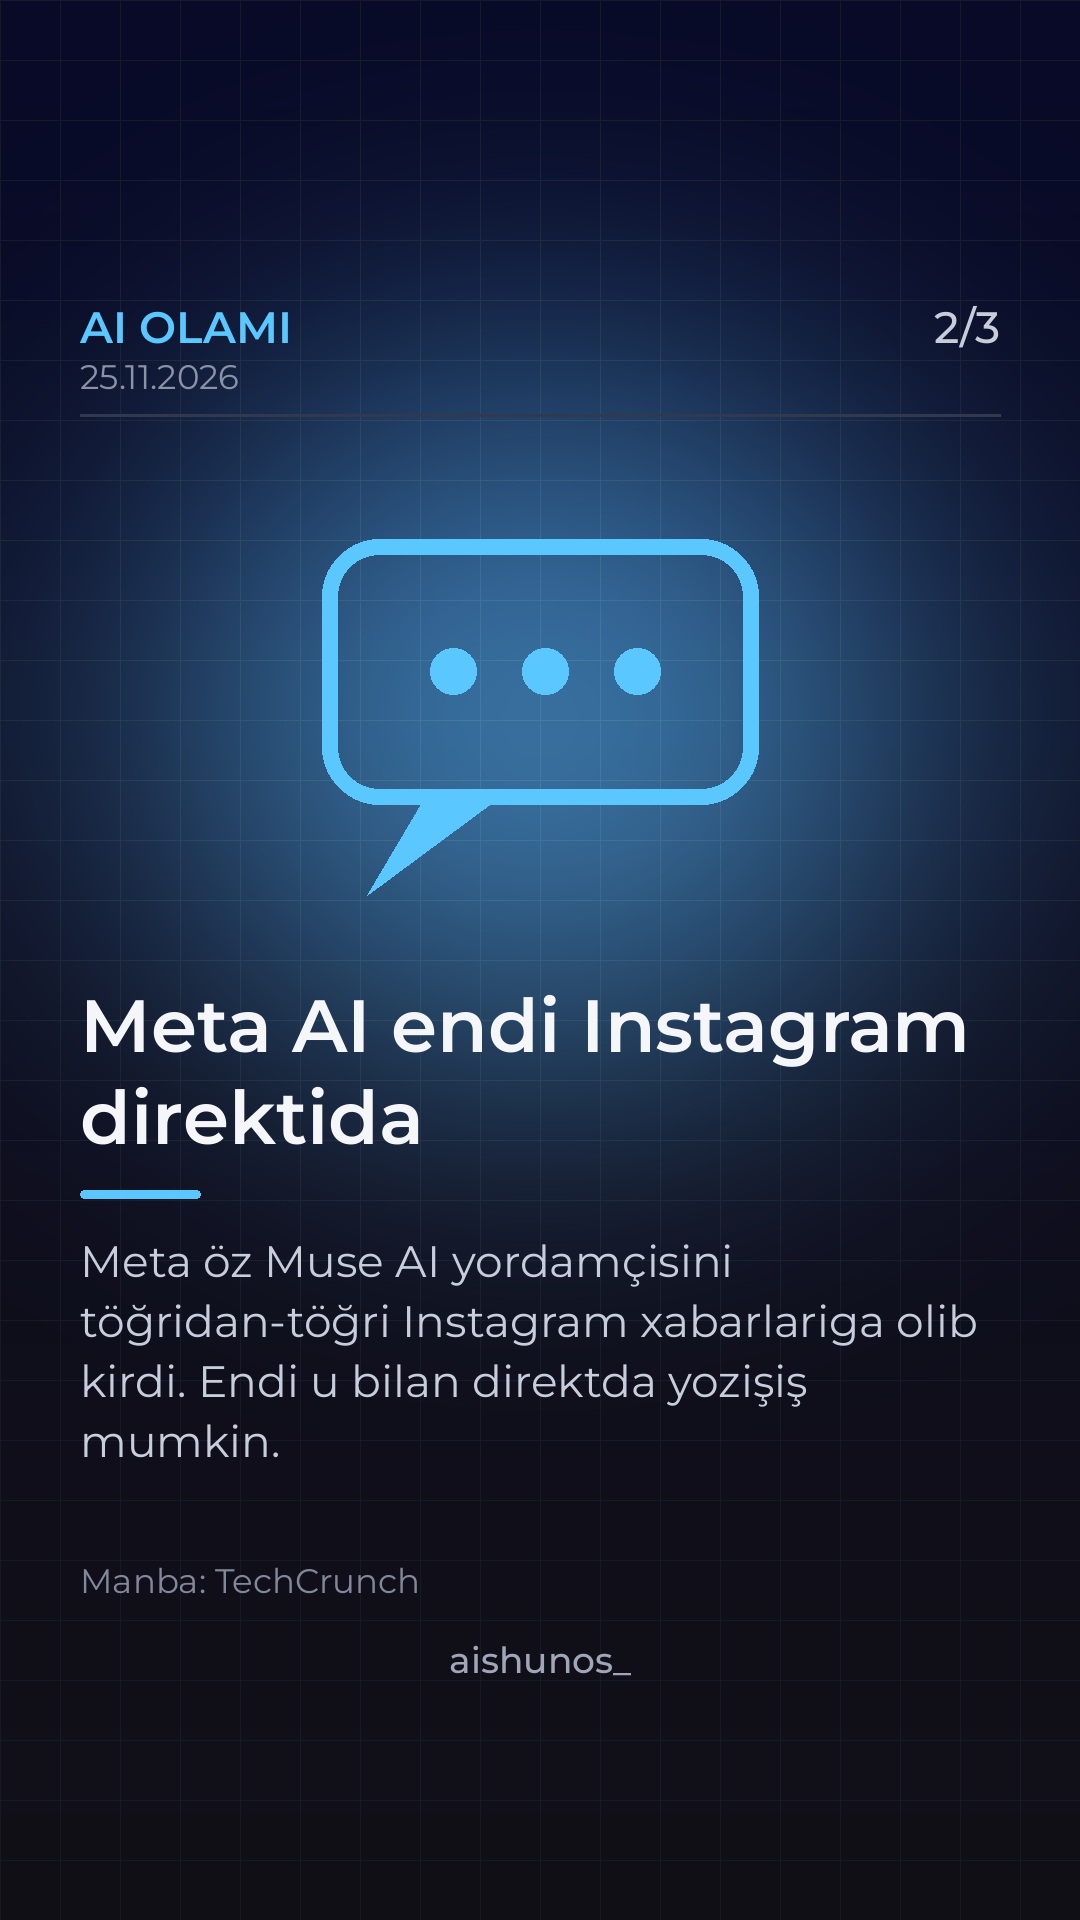 AI OLAMI
2/3
25.11.2026
Meta AI endi Instagram
direktida
Meta öz Muse AI yordamçisini
töğridan-töğri Instagram xabarlariga olib
kirdi. Endi u bilan direktda yozişiş
mumkin.
Manba: TechCrunch
aishunos_